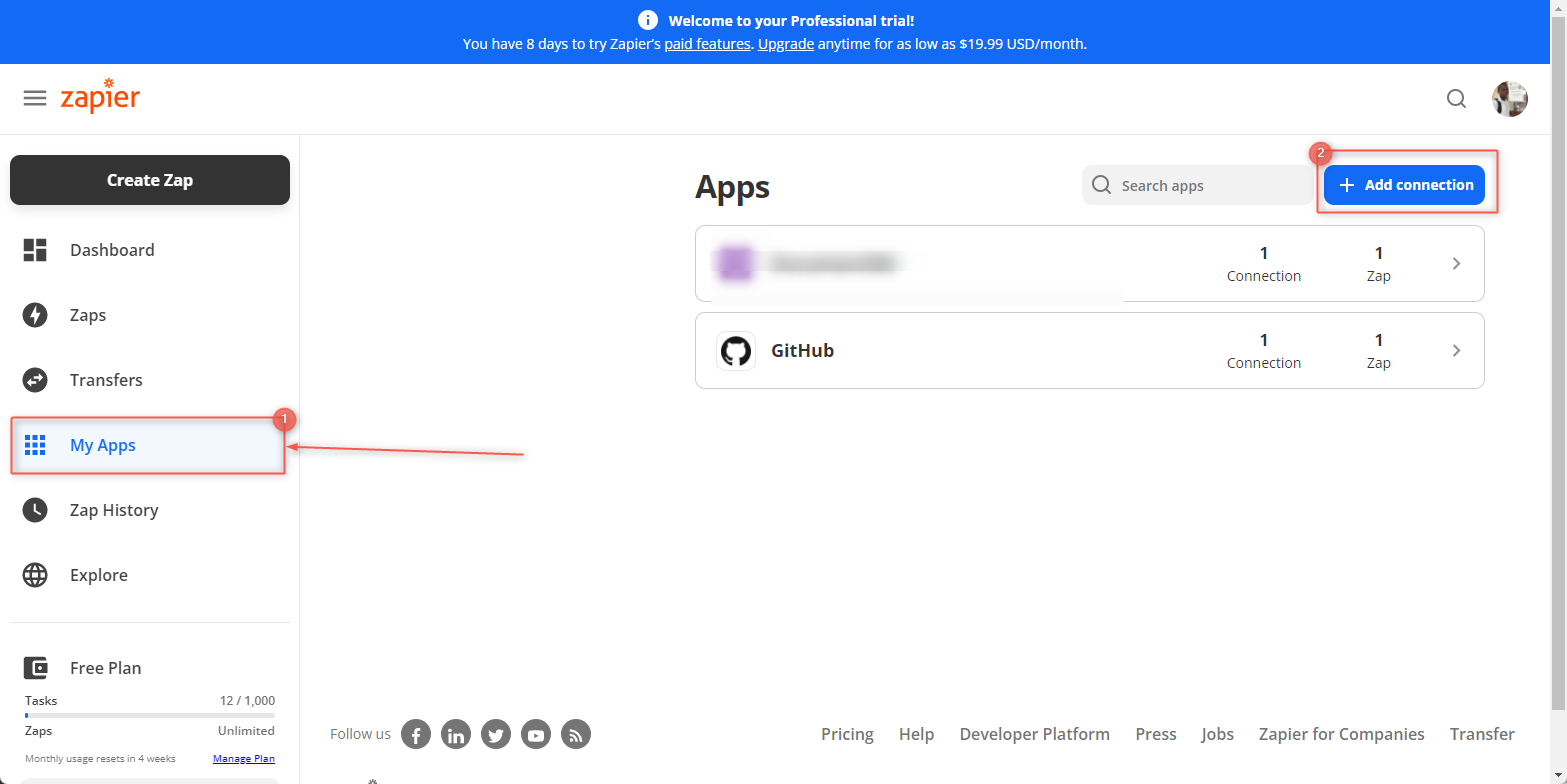 Welcome to your Professional trial!
You have 8 days to try Zapier's paid features. Upgrade anytime for as low as $19.99 USD/month.
zapier
Create Zap
Dashboard
Zaps
Transfers
1
My Apps
Zap History
Explore
Free Plan
Tasks 12 / 1,000
Zaps Unlimited
Monthly usage resets in 4 weeks Manage Plan
Apps
Search apps
2
+ Add connection
1 1
Connection Zap
GitHub
1 1
Connection Zap
Follow us
Pricing Help Developer Platform Press Jobs Zapier for Companies Transfer